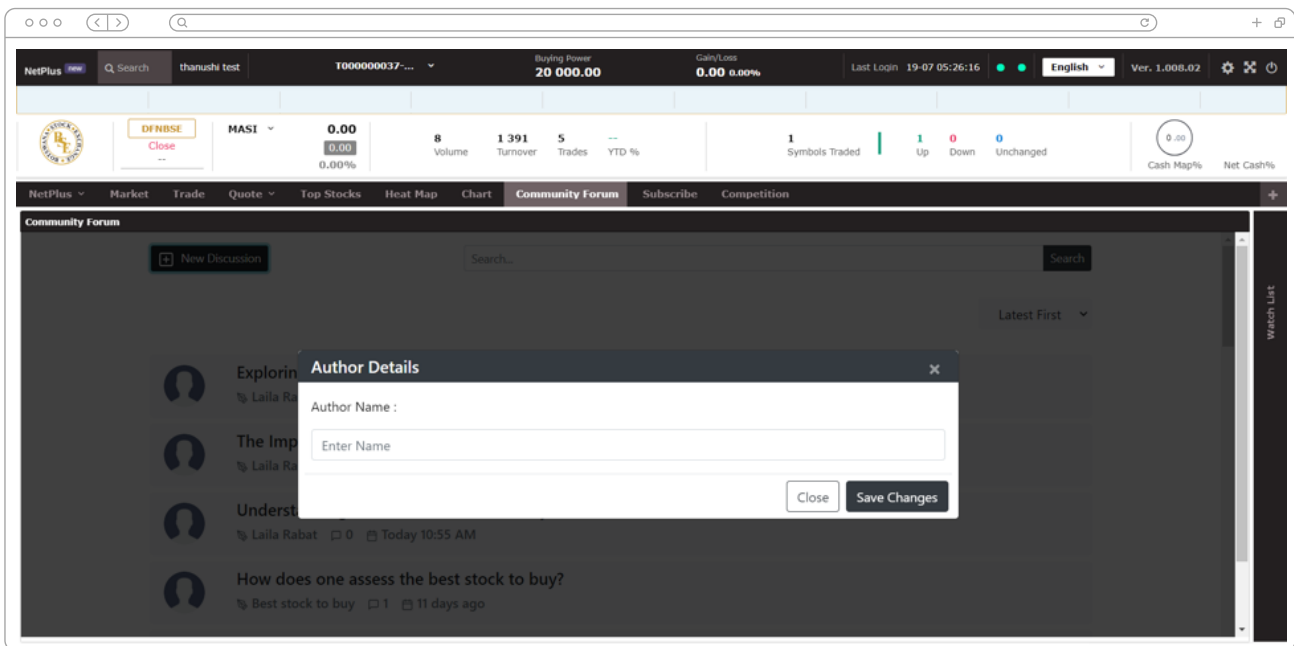 NetPlus new Search thanushi test T000000037-... Buying Power 20 000.00 Gain/Loss 0.00 0.00% Last Login 19-07 05:26:16 English Ver. 1.008.02
BOTSWANA STOCK EXCHANGE BSE
DFNBSE
Close
--
MASI
0.00
0.00
0.00%
8 1 391 5 --
Volume Turnover Trades YTD %
1
Symbols Traded
1 0 0
Up Down Unchanged
0.00
Cash Map% Net Cash%
NetPlus Market Trade Quote Top Stocks Heat Map Chart Community Forum Subscribe Competition
Community Forum
New Discussion Search... Search
Watch List
Latest First
Author Details
Explorin
Laila Ra
Author Name :
The Imp
Enter Name
Laila Ra
Close Save Changes
Underst
Laila Rabat 0 Today 10:55 AM
How does one assess the best stock to buy?
Best stock to buy 1 11 days ago